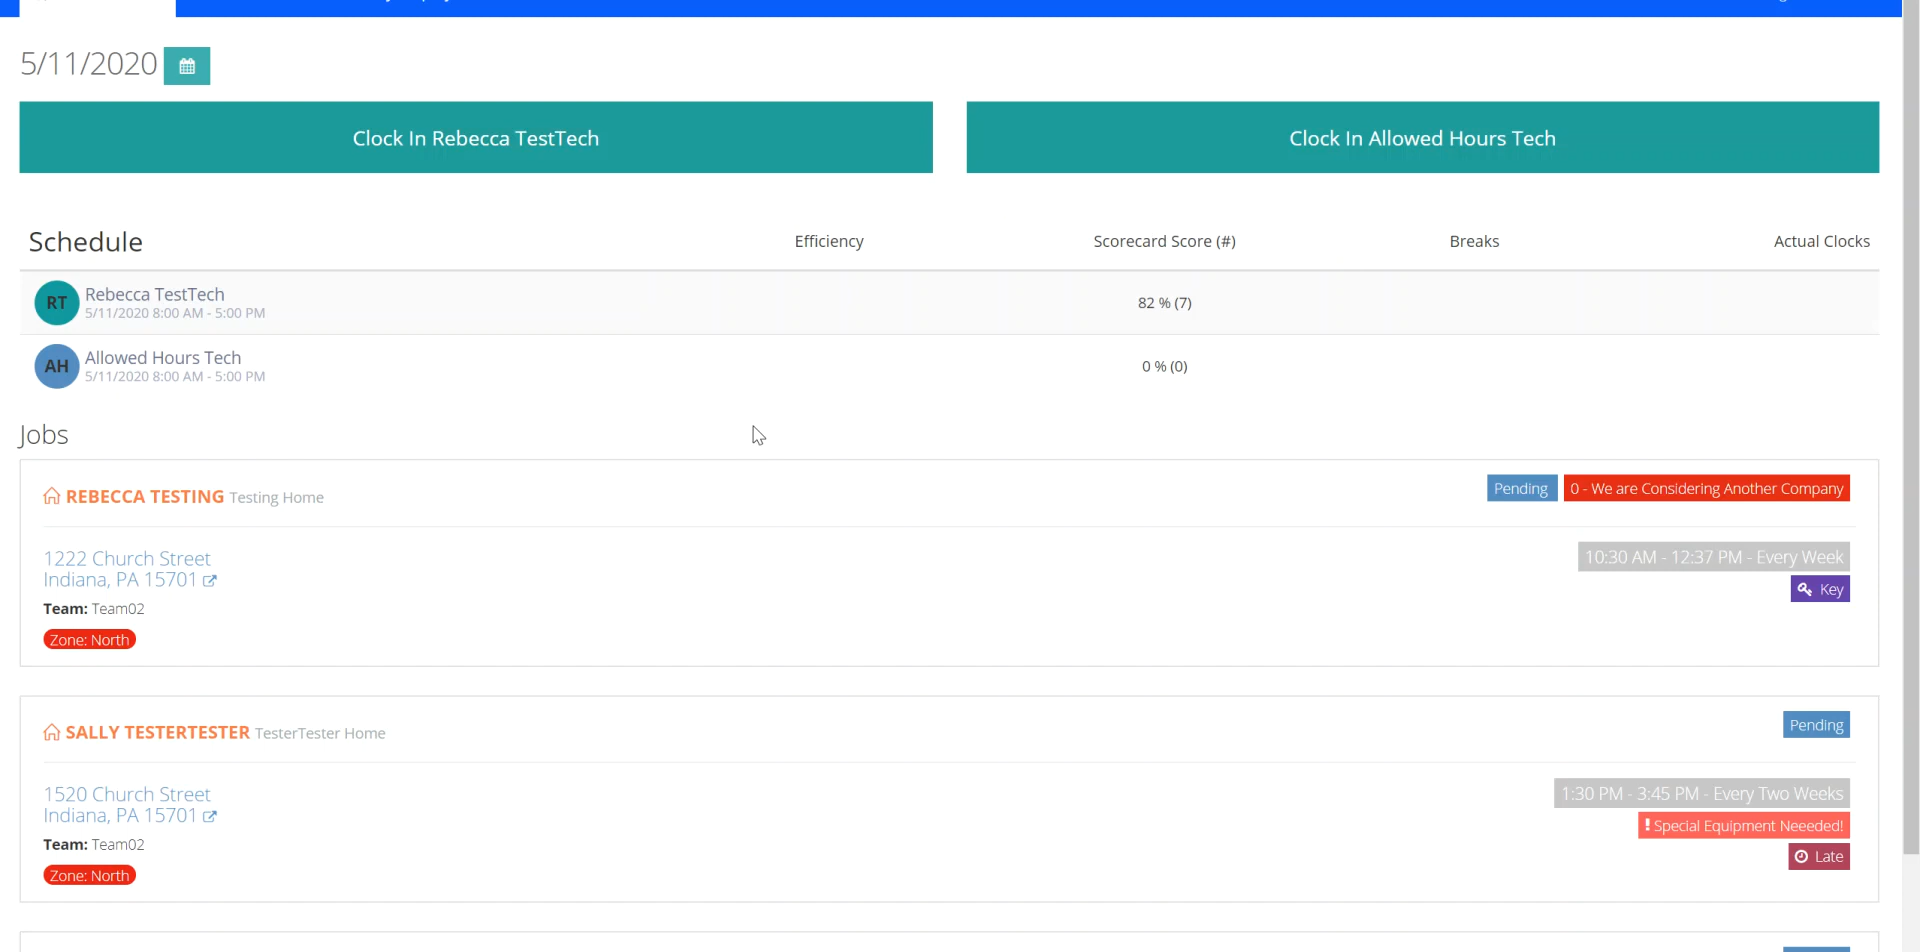 5/11/2020
Clock In Rebecca TestTech
Clock In Allowed Hours Tech
Schedule Efficiency Scorecard Score (#) Breaks Actual Clocks
RT Rebecca TestTech
5/11/2020 8:00 AM - 5:00 PM
82 % (7)
AH Allowed Hours Tech
5/11/2020 8:00 AM - 5:00 PM
0 % (0)
Jobs
REBECCA TESTING Testing Home
Pending
0 - We are Considering Another Company
1222 Church Street
Indiana, PA 15701
Team: Team02
Zone: North
10:30 AM - 12:37 PM - Every Week
Key
SALLY TESTERTESTER TesterTester Home
Pending
1520 Church Street
Indiana, PA 15701
Team: Team02
Zone: North
1:30 PM - 3:45 PM - Every Two Weeks
! Special Equipment Neeeded!
Late